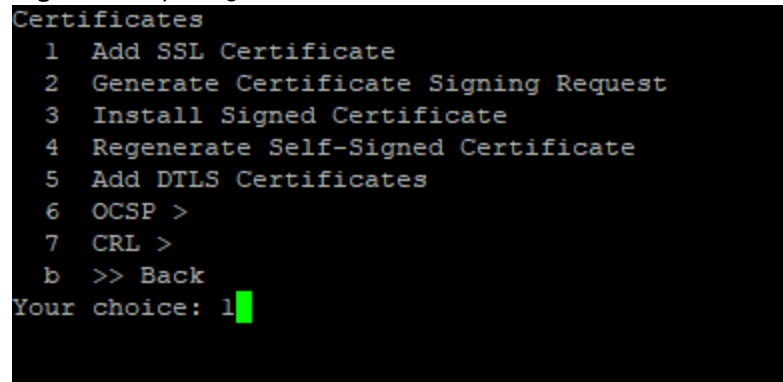 Certificates
1 Add SSL Certificate
2 Generate Certificate Signing Request
3 Install Signed Certificate
4 Regenerate Self-Signed Certificate
5 Add DTLS Certificates
6 OCSP >
7 CRL >
b >> Back
Your choice: 1